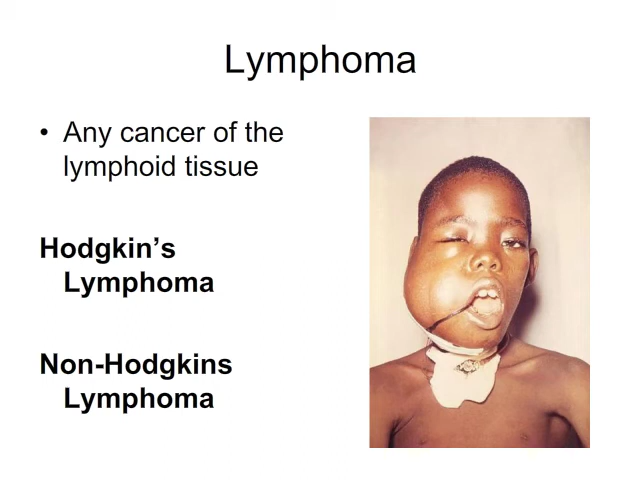 Lymphoma
• Any cancer of the
lymphoid tissue
Hodgkin’s
Lymphoma
Non-Hodgkins
Lymphoma